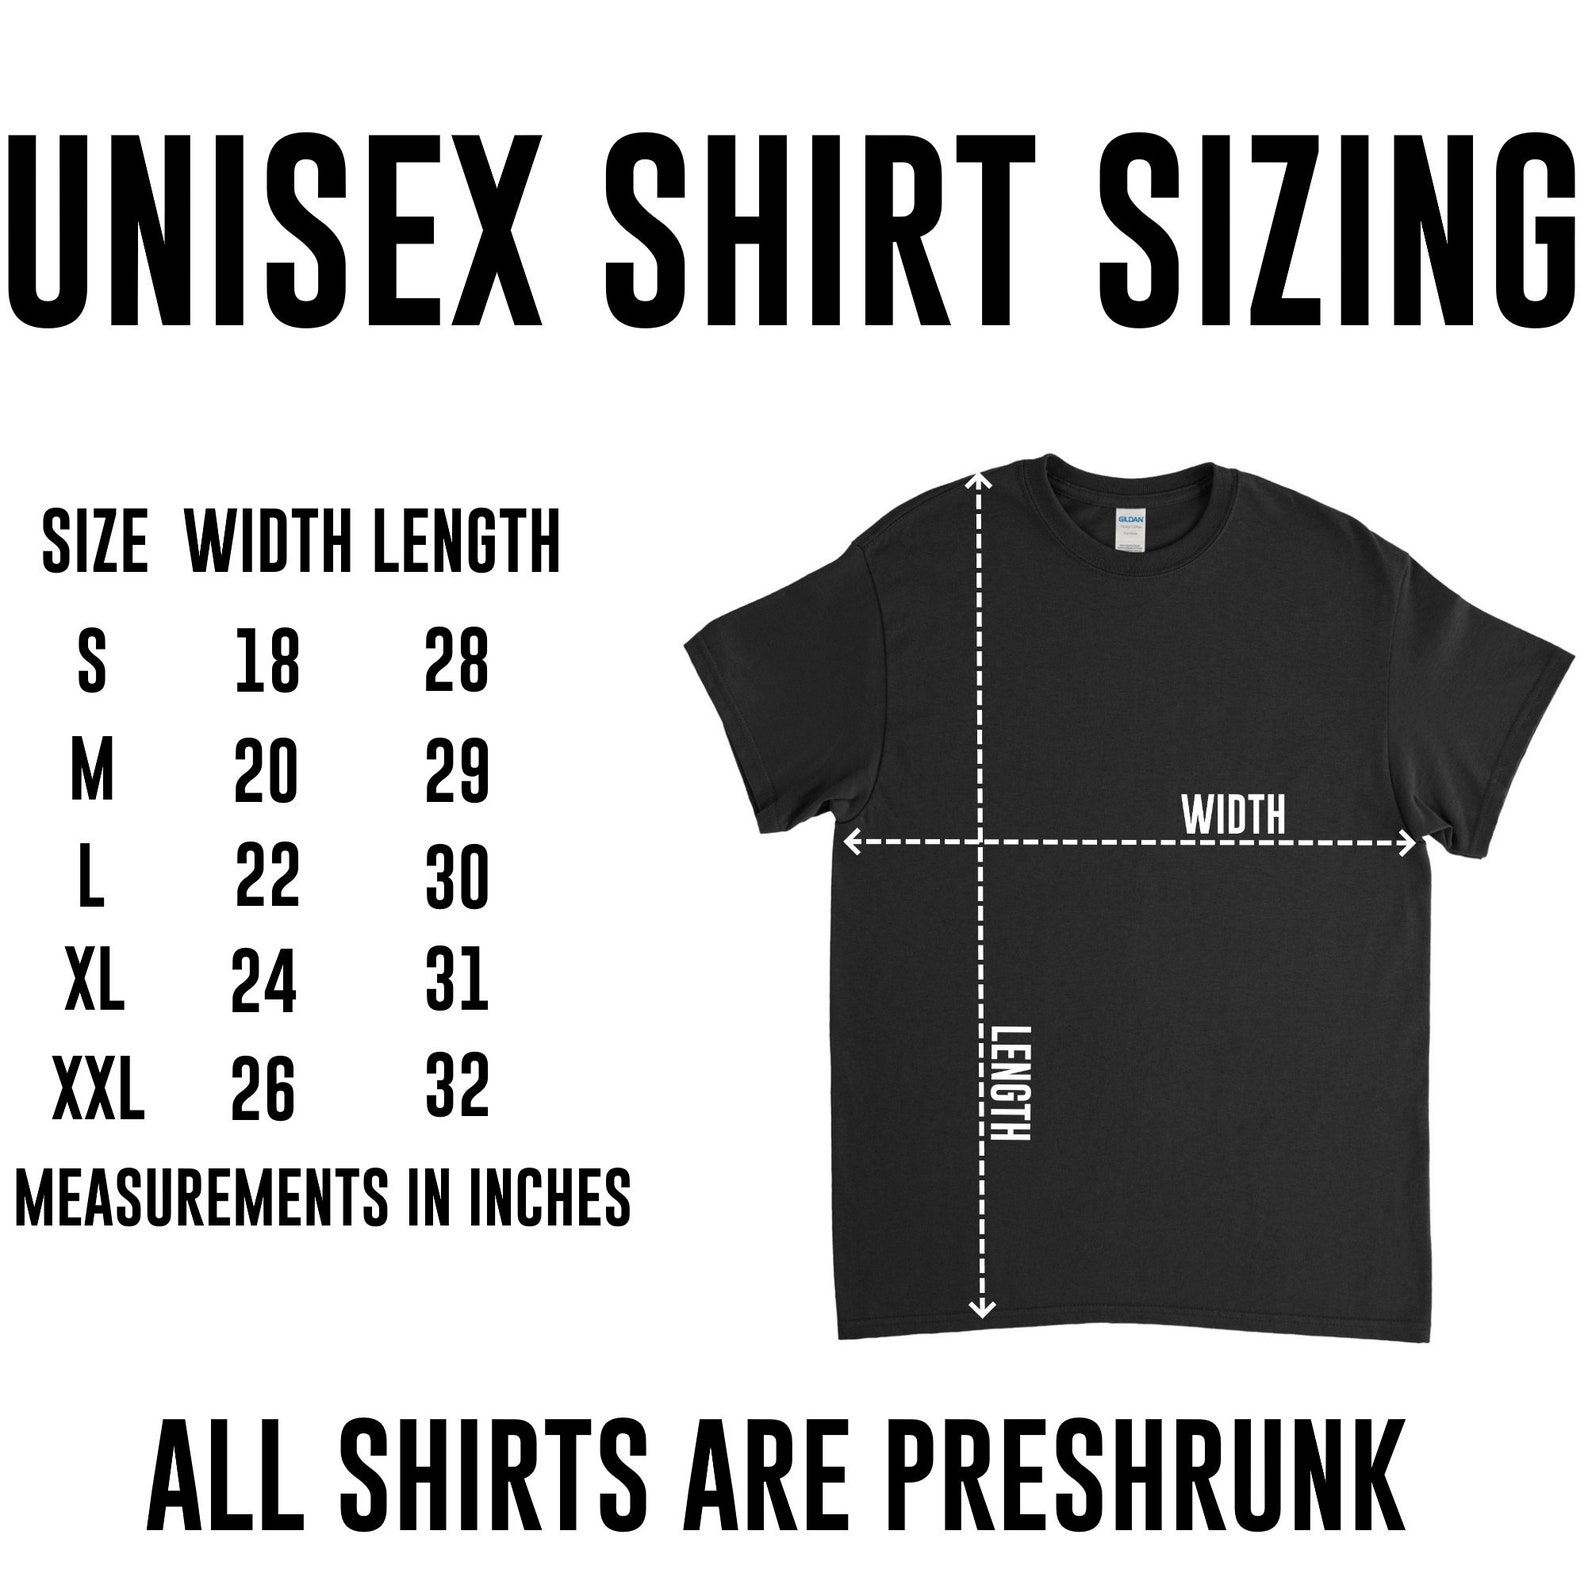 UNISEX SHIRT SIZING
SIZE WIDTH LENGTH
S 18 28
M 20 29
L 22 30
XL 24 31
XXL 26 32
MEASUREMENTS IN INCHES
GILDAN
WIDTH
LENGTH
ALL SHIRTS ARE PRESHRUNK